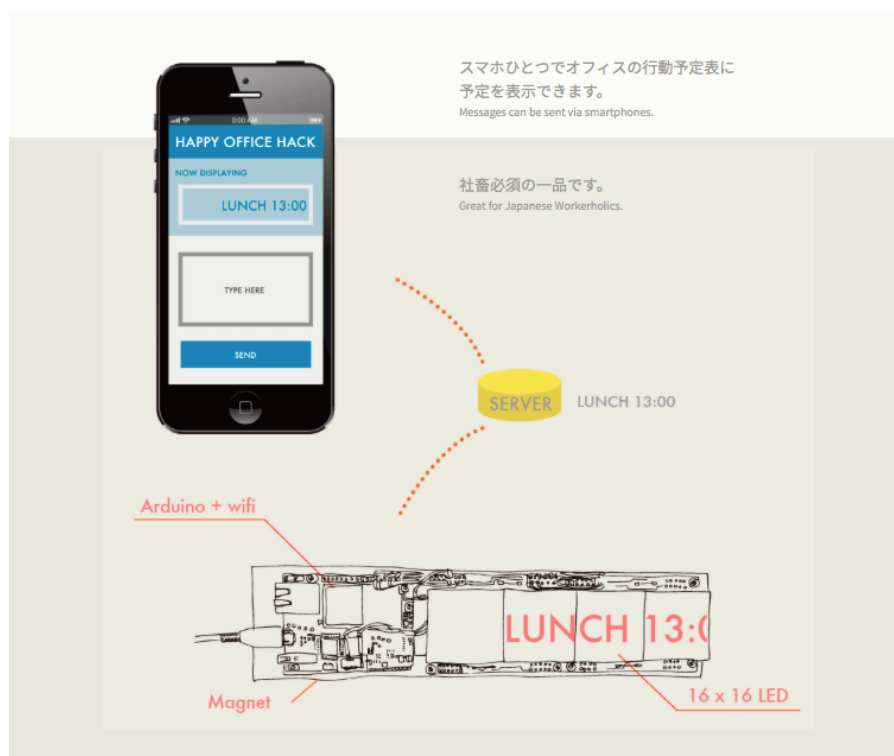 スマホひとつでオフィスの行動予定表に
予定を表示できます。
Messages can be sent via smartphones.
0:00 AM
HAPPY OFFICE HACK
NOW DISPLAYING
LUNCH 13:00
TYPE HERE
SEND
社畜必須の一品です。
Great for Japanese Workerholics.
SERVER
LUNCH 13:00
Arduino + wifi
LUNCH 13:0
Magnet
16 x 16 LED